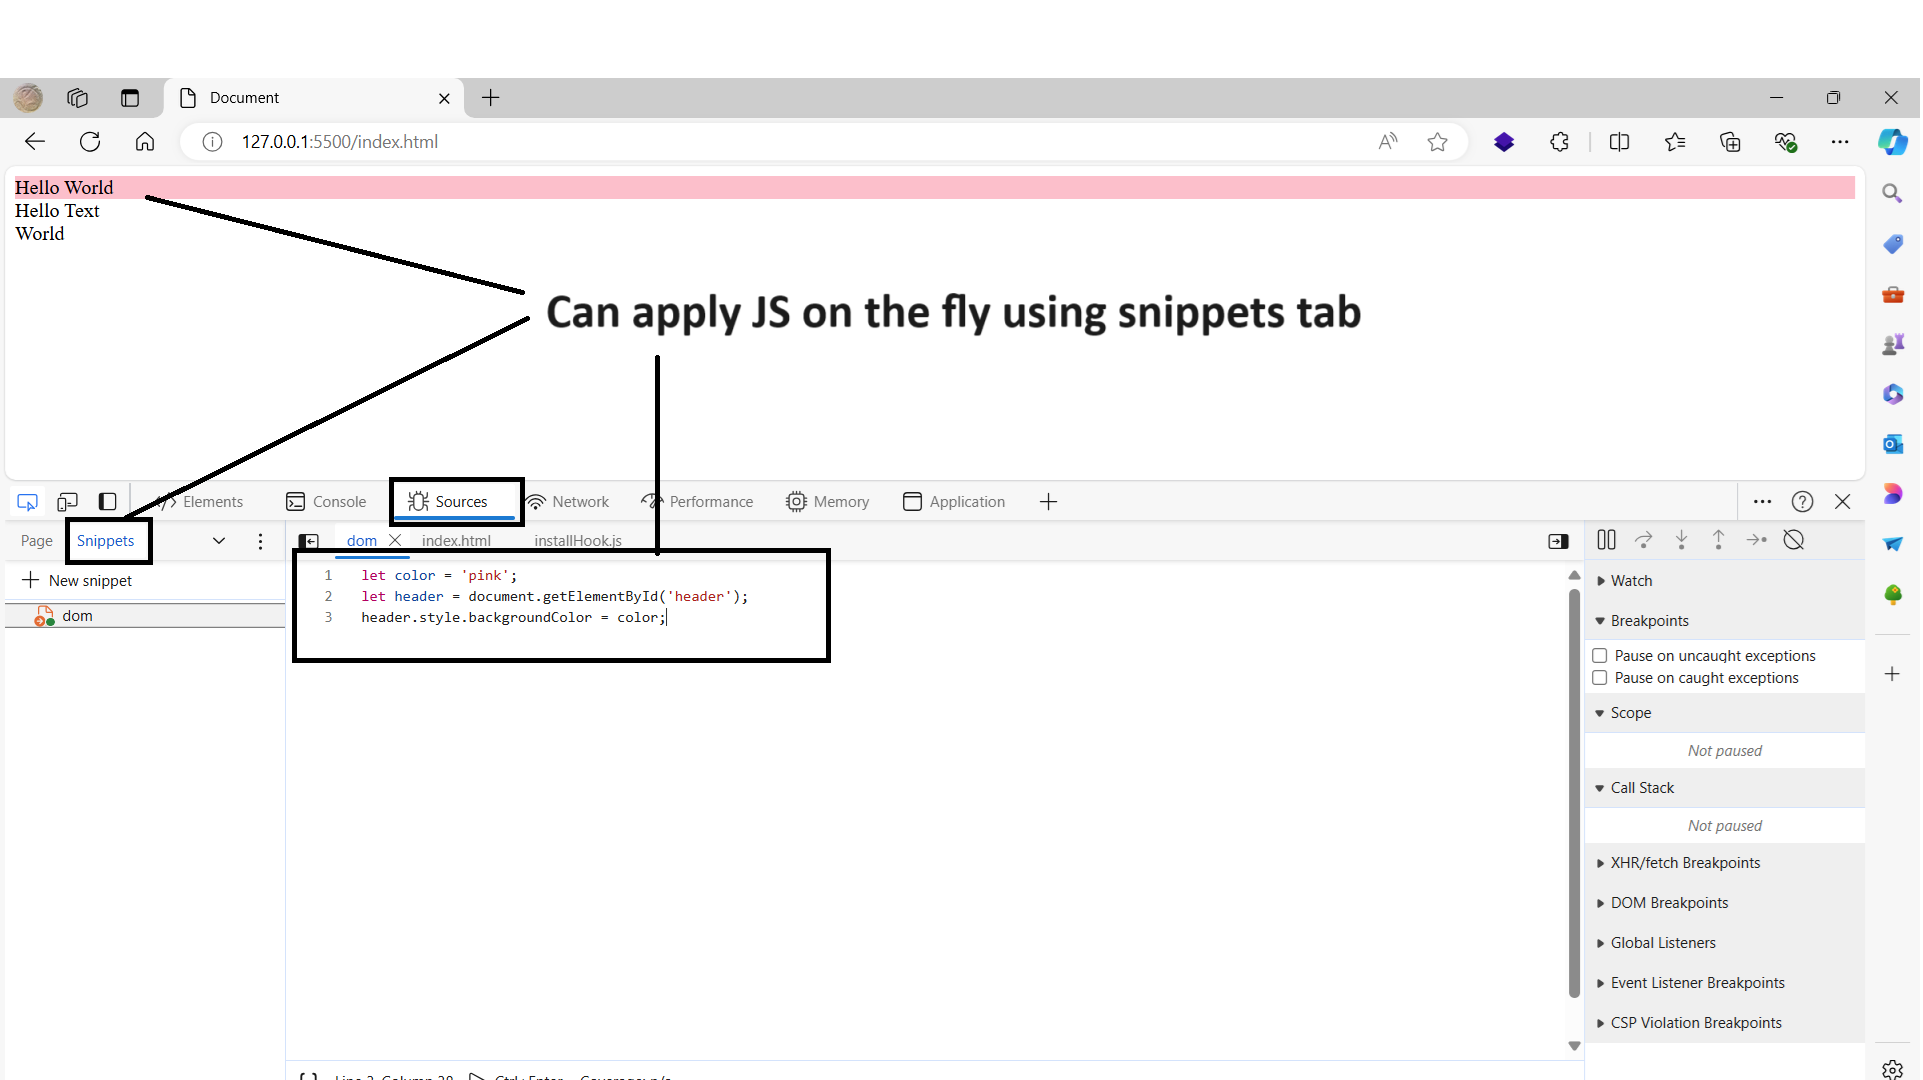 Document
127.0.0.1:5500/index.html
Hello World
Hello Text
World
Can apply JS on the fly using snippets tab
Elements
Console
Sources
Network
Performance
Memory
Application
Page
Snippets
dom
index.html
installHook.js
New snippet
dom
1 let color = 'pink';
2 let header = document.getElementById('header');
3 header.style.backgroundColor = color;
Watch
Breakpoints
Pause on uncaught exceptions
Pause on caught exceptions
Scope
Not paused
Call Stack
Not paused
XHR/fetch Breakpoints
DOM Breakpoints
Global Listeners
Event Listener Breakpoints
CSP Violation Breakpoints